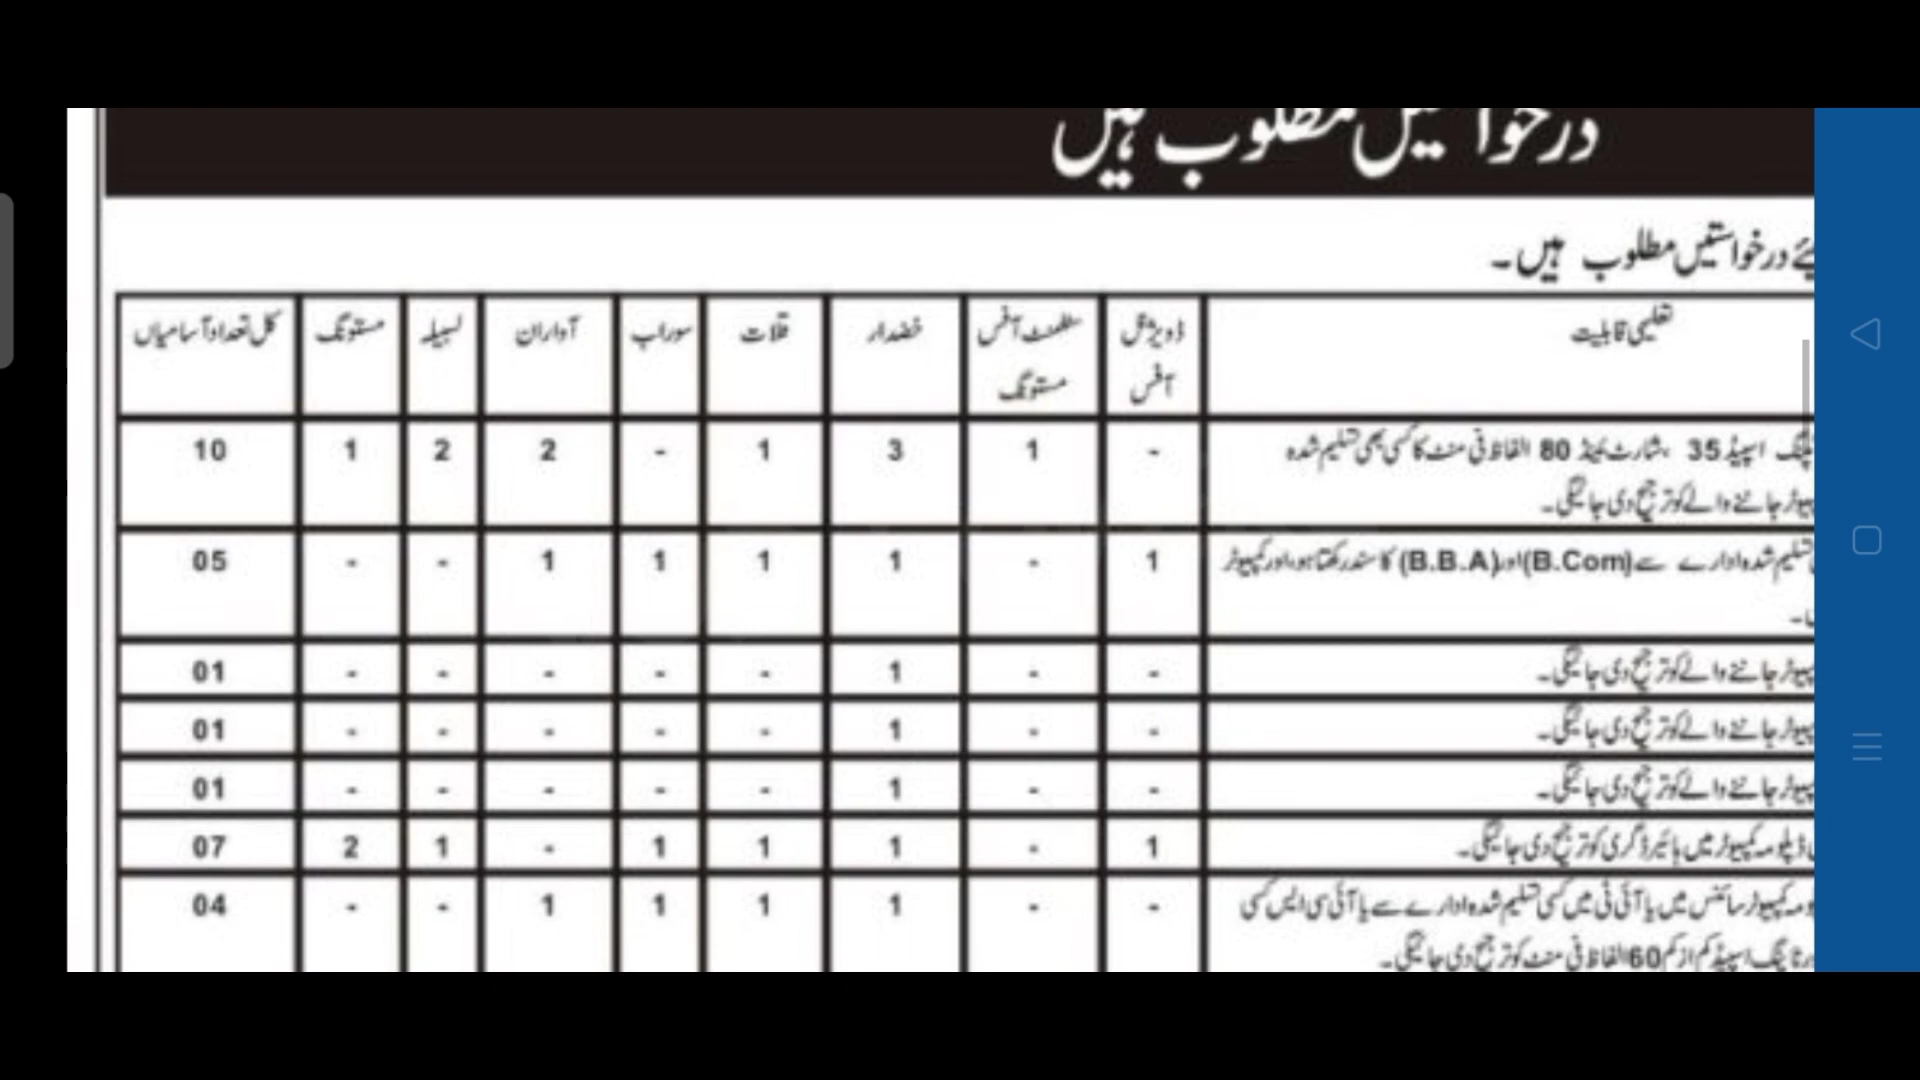 درخواستیں مطلوب ہیں
ئے درخواستیں مطلوب ہیں۔
تعلیمی قابلیت ڈویژنل آفس سٹلمنٹ آفس مستونگ خضدار قلات سوراب آواران لسبیلہ مستونگ کل تعداد آسامیاں
اسپیڈ 35 ،شارٹ ہینڈ 80 الفاظ فی منٹ کا کسی بھی تسلیم شدہ - 1 3 1 - 2 2 1 10
جاننے والے کو ترجیح دی جائیگی۔
تسلیم شدہ ادارے سے (B.Com) اور (B.B.A) کا سند رکھتا ہو، اور کمپیوٹر 1 - 1 1 1 1 - - 05
جاننے والے کو ترجیح دی جائیگی۔ - - 1 - - - - - 01
جاننے والے کو ترجیح دی جائیگی۔ - - 1 - - - - - 01
جاننے والے کو ترجیح دی جائیگی۔ - - 1 - - - - - 01
ڈپلومہ کمپیوٹر میں ہائیر ڈگری کو ترجیح دی جائیگی۔ 1 - 1 1 1 - 1 2 07
ومہ کمپیوٹر سائنس میں یا آئی ٹی میں کسی تسلیم شدہ ادارے سے یا آئی سی ایس کسی - - 1 1 1 1 - - 04
ٹائپنگ اسپیڈ کم از کم 60 الفاظ فی منٹ کو ترجیح دی جائیگی۔